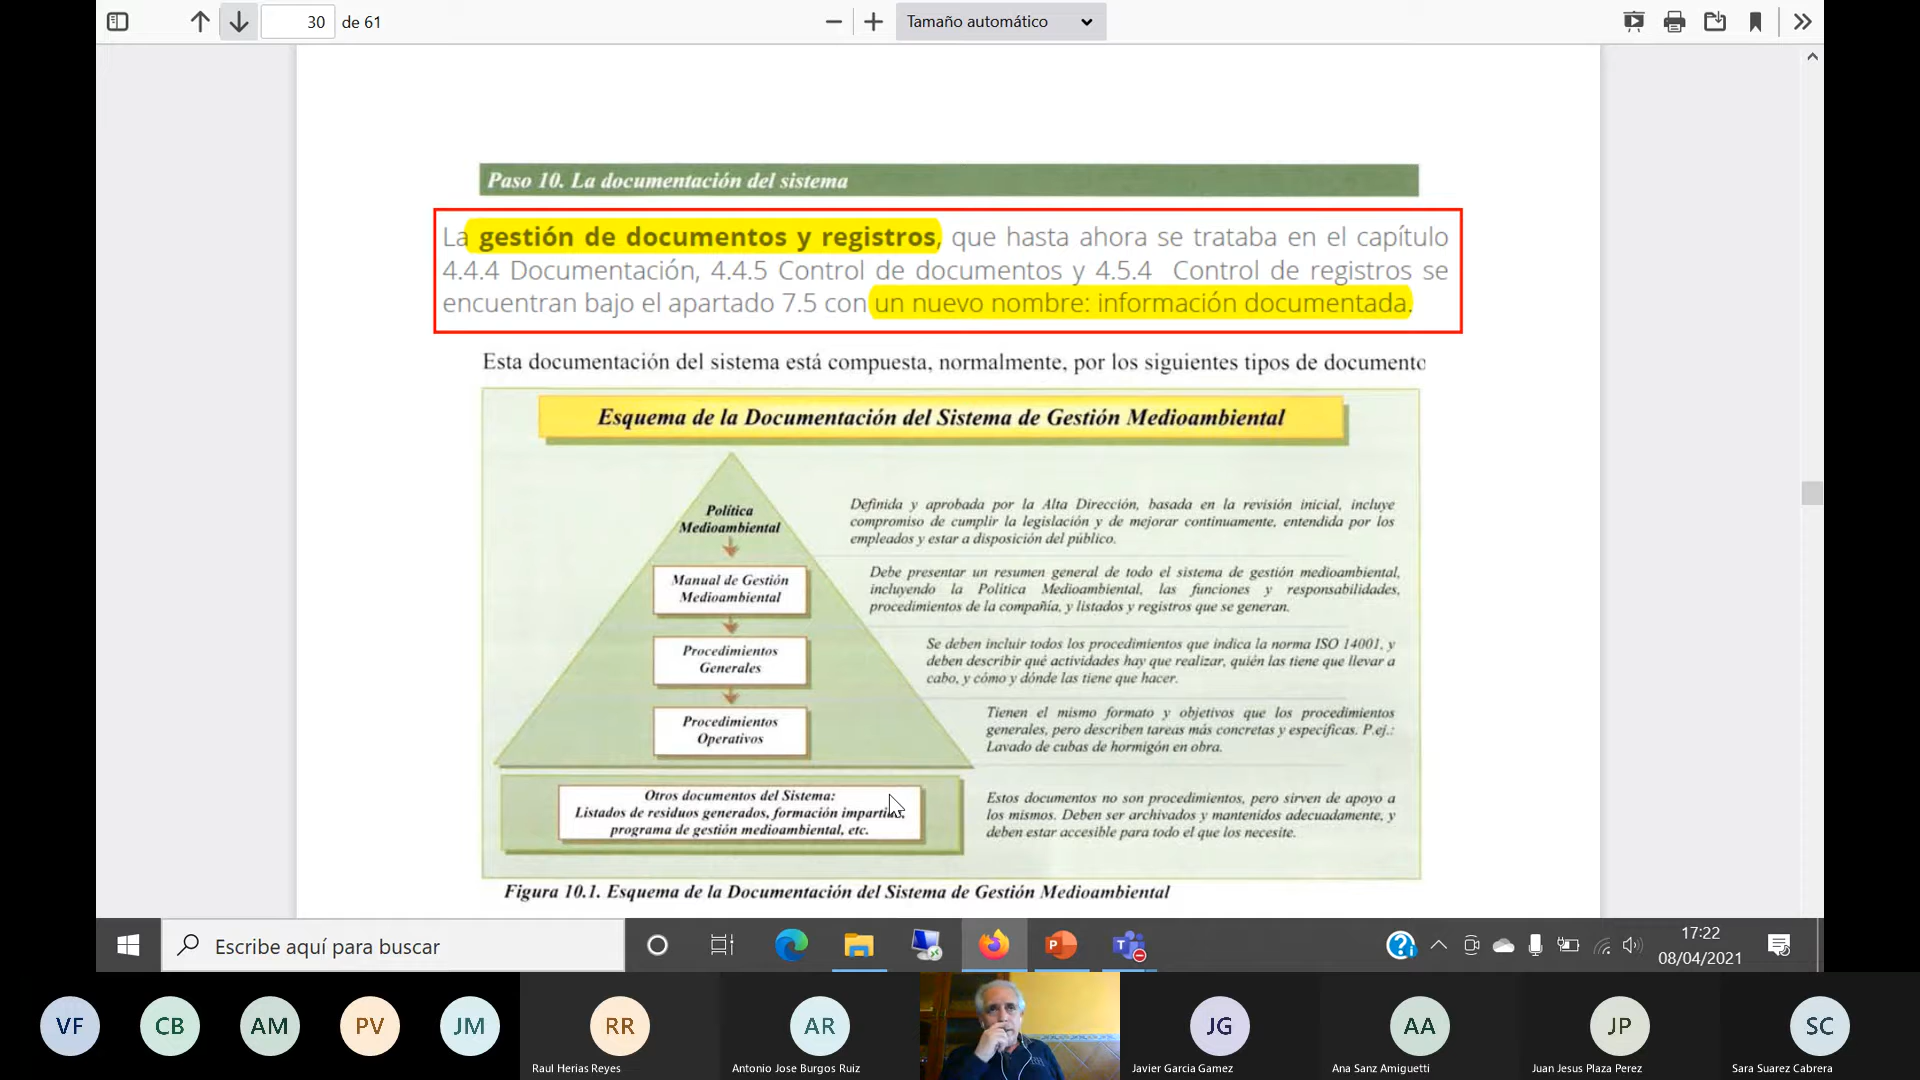 30 de 61
Tamaño automático
Paso 10. La documentación del sistema
La gestión de documentos y registros, que hasta ahora se trataba en el capítulo
4.4.4 Documentación, 4.4.5 Control de documentos y 4.5.4 Control de registros se
encuentran bajo el apartado 7.5 con un nuevo nombre: información documentada.
Esta documentación del sistema está compuesta, normalmente, por los siguientes tipos de documento
Esquema de la Documentación del Sistema de Gestión Medioambiental
Política
Medioambiental
Definida y aprobada por la Alta Dirección, basada en la revisión inicial, incluye
compromiso de cumplir la legislación y de mejorar continuamente, entendida por los
empleados y estar a disposición del público.
Manual de Gestión
Medioambiental
Debe presentar un resumen general de todo el sistema de gestión medioambiental,
incluyendo la Política Medioambiental, las funciones y responsabilidades,
procedimientos de la compañía, y listados y registros que se generan.
Procedimientos
Generales
Se deben incluir todos los procedimientos que indica la norma ISO 14001, y
deben describir qué actividades hay que realizar, quién las tiene que llevar a
cabo, y cómo y dónde las tiene que hacer.
Procedimientos
Operativos
Tienen el mismo formato y objetivos que los procedimientos
generales, pero describen tareas más concretas y específicas. P.ej.:
Lavado de cubas de hormigón en obra.
Otros documentos del Sistema:
Listados de residuos generados, formación impartida,
programa de gestión medioambiental, etc.
Estos documentos no son procedimientos, pero sirven de apoyo a
los mismos. Deben ser archivados y mantenidos adecuadamente, y
deben estar accesible para todo el que los necesite.
Figura 10.1. Esquema de la Documentación del Sistema de Gestión Medioambiental
Escribe aquí para buscar
17:22
08/04/2021
VF
CB
AM
PV
JM
RR
AR
JG
AA
JP
SC
Raul Herias Reyes
Antonio Jose Burgos Ruiz
Javier Garcia Gamez
Ana Sanz Amiguetti
Juan Jesus Plaza Perez
Sara Suarez Cabrera